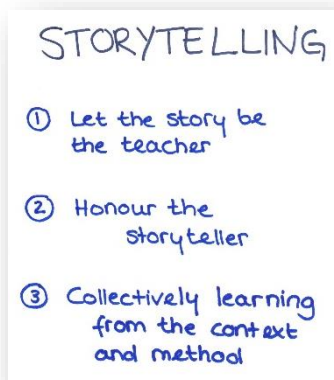 STORYTELLING
① Let the story be
the teacher
② Honour the
storyteller
③ Collectively learning
from the context
and method